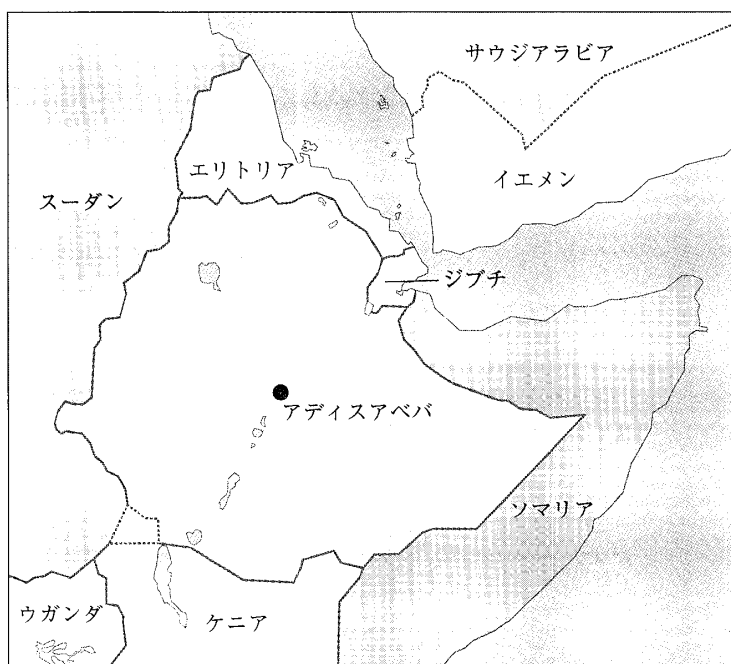 サウジアラビア
エリトリア
イエメン
スーダン
ジブチ
アディスアベバ
ソマリア
ウガンダ
ケニア